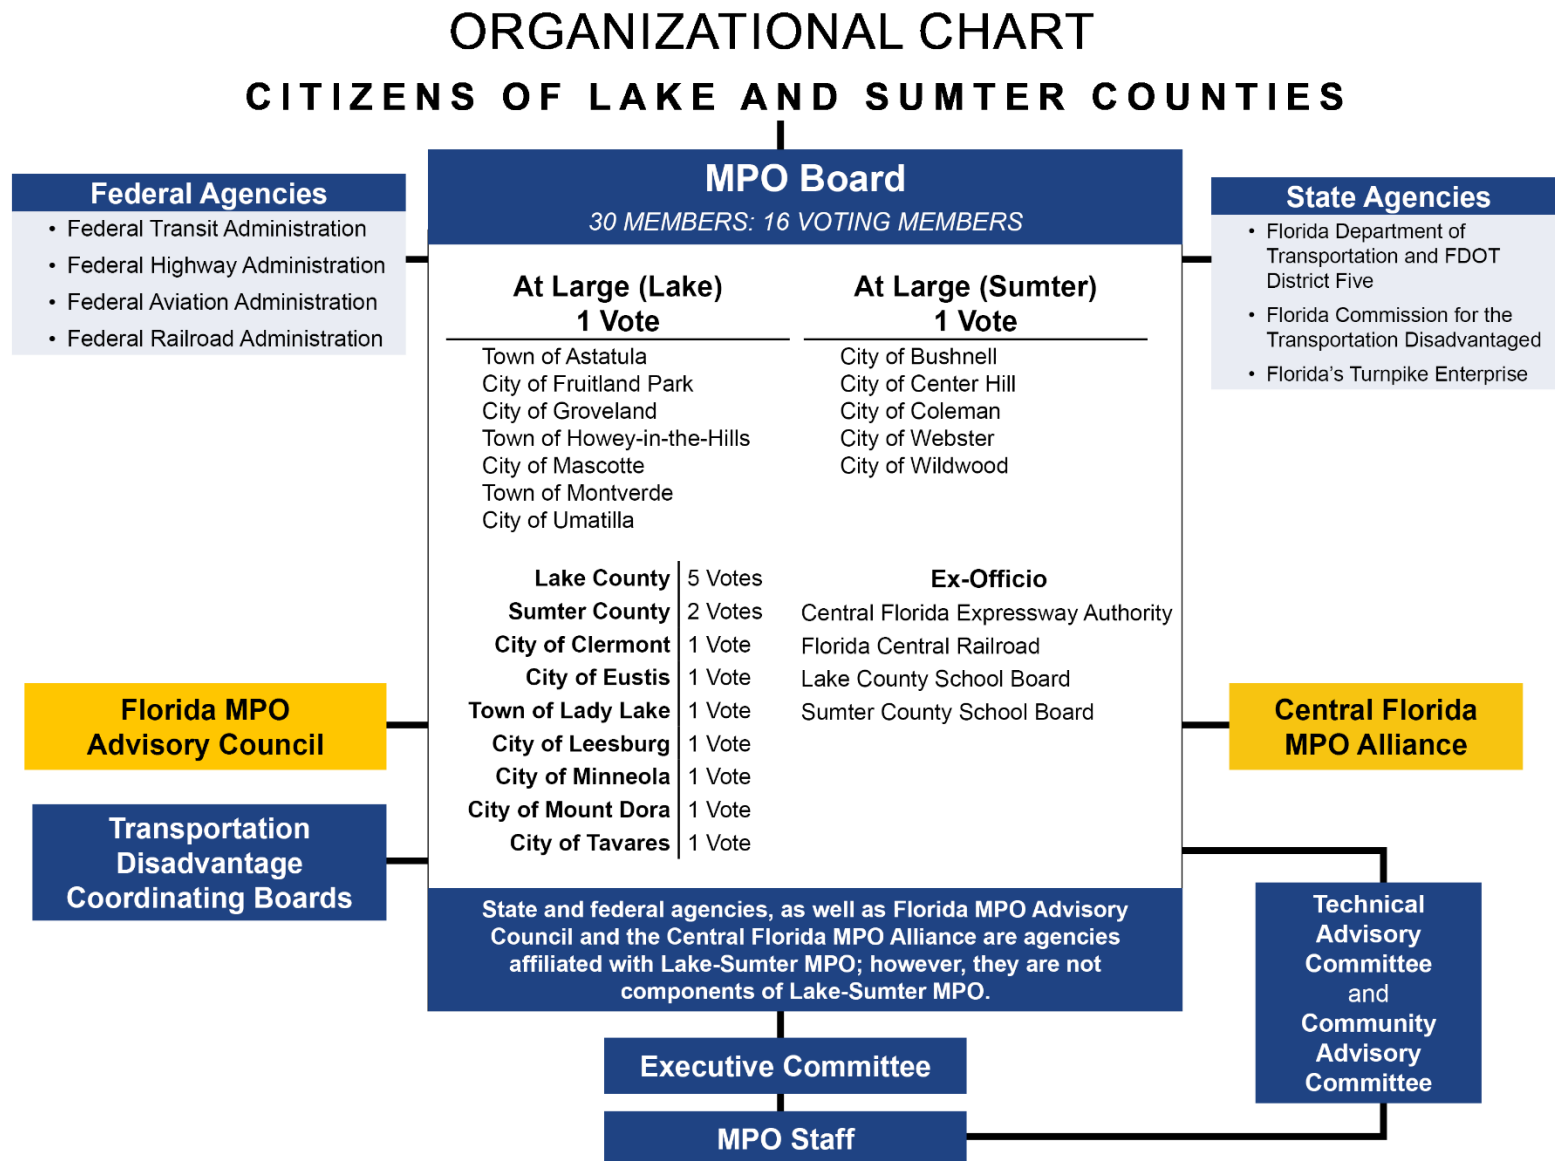 ORGANIZATIONAL CHART
CITIZENS OF LAKE AND SUMTER COUNTIES
Federal Agencies
• Federal Transit Administration
• Federal Highway Administration
• Federal Aviation Administration
• Federal Railroad Administration
MPO Board
30 MEMBERS: 16 VOTING MEMBERS
State Agencies
• Florida Department of
Transportation and FDOT
District Five
• Florida Commission for the
Transportation Disadvantaged
• Florida's Turnpike Enterprise
At Large (Lake)
1 Vote
Town of Astatula
City of Fruitland Park
City of Groveland
Town of Howey-in-the-Hills
City of Mascotte
Town of Montverde
City of Umatilla
At Large (Sumter)
1 Vote
City of Bushnell
City of Center Hill
City of Coleman
City of Webster
City of Wildwood
Lake County 5 Votes
Sumter County 2 Votes
City of Clermont 1 Vote
City of Eustis 1 Vote
Town of Lady Lake 1 Vote
City of Leesburg 1 Vote
City of Minneola 1 Vote
City of Mount Dora 1 Vote
City of Tavares 1 Vote
Ex-Officio
Central Florida Expressway Authority
Florida Central Railroad
Lake County School Board
Sumter County School Board
Florida MPO
Advisory Council
Central Florida
MPO Alliance
Transportation
Disadvantage
Coordinating Boards
State and federal agencies, as well as Florida MPO Advisory
Council and the Central Florida MPO Alliance are agencies
affiliated with Lake-Sumter MPO; however, they are not
components of Lake-Sumter MPO.
Technical
Advisory
Committee
and
Community
Advisory
Committee
Executive Committee
MPO Staff